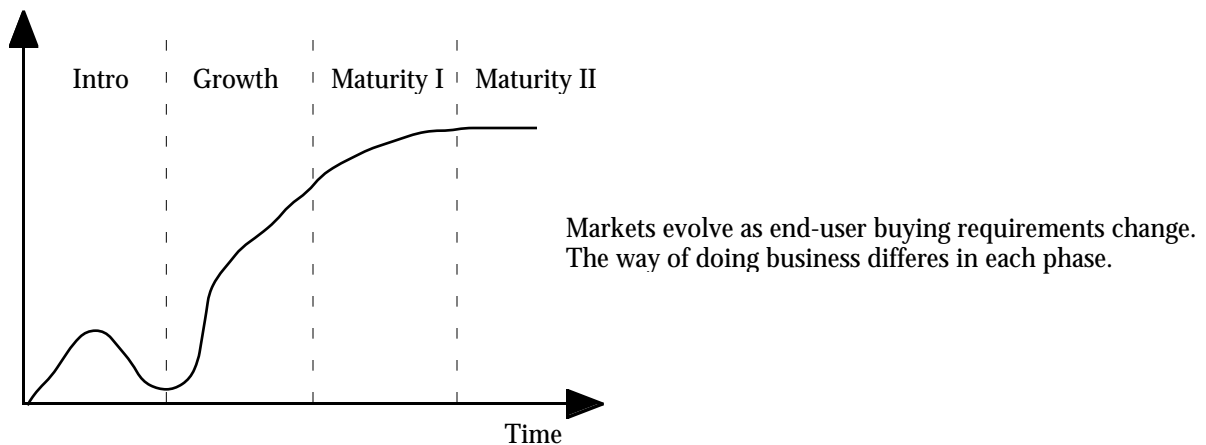 Intro Growth Maturity I Maturity II
Markets evolve as end-user buying requirements change.
The way of doing business differes in each phase.
Time